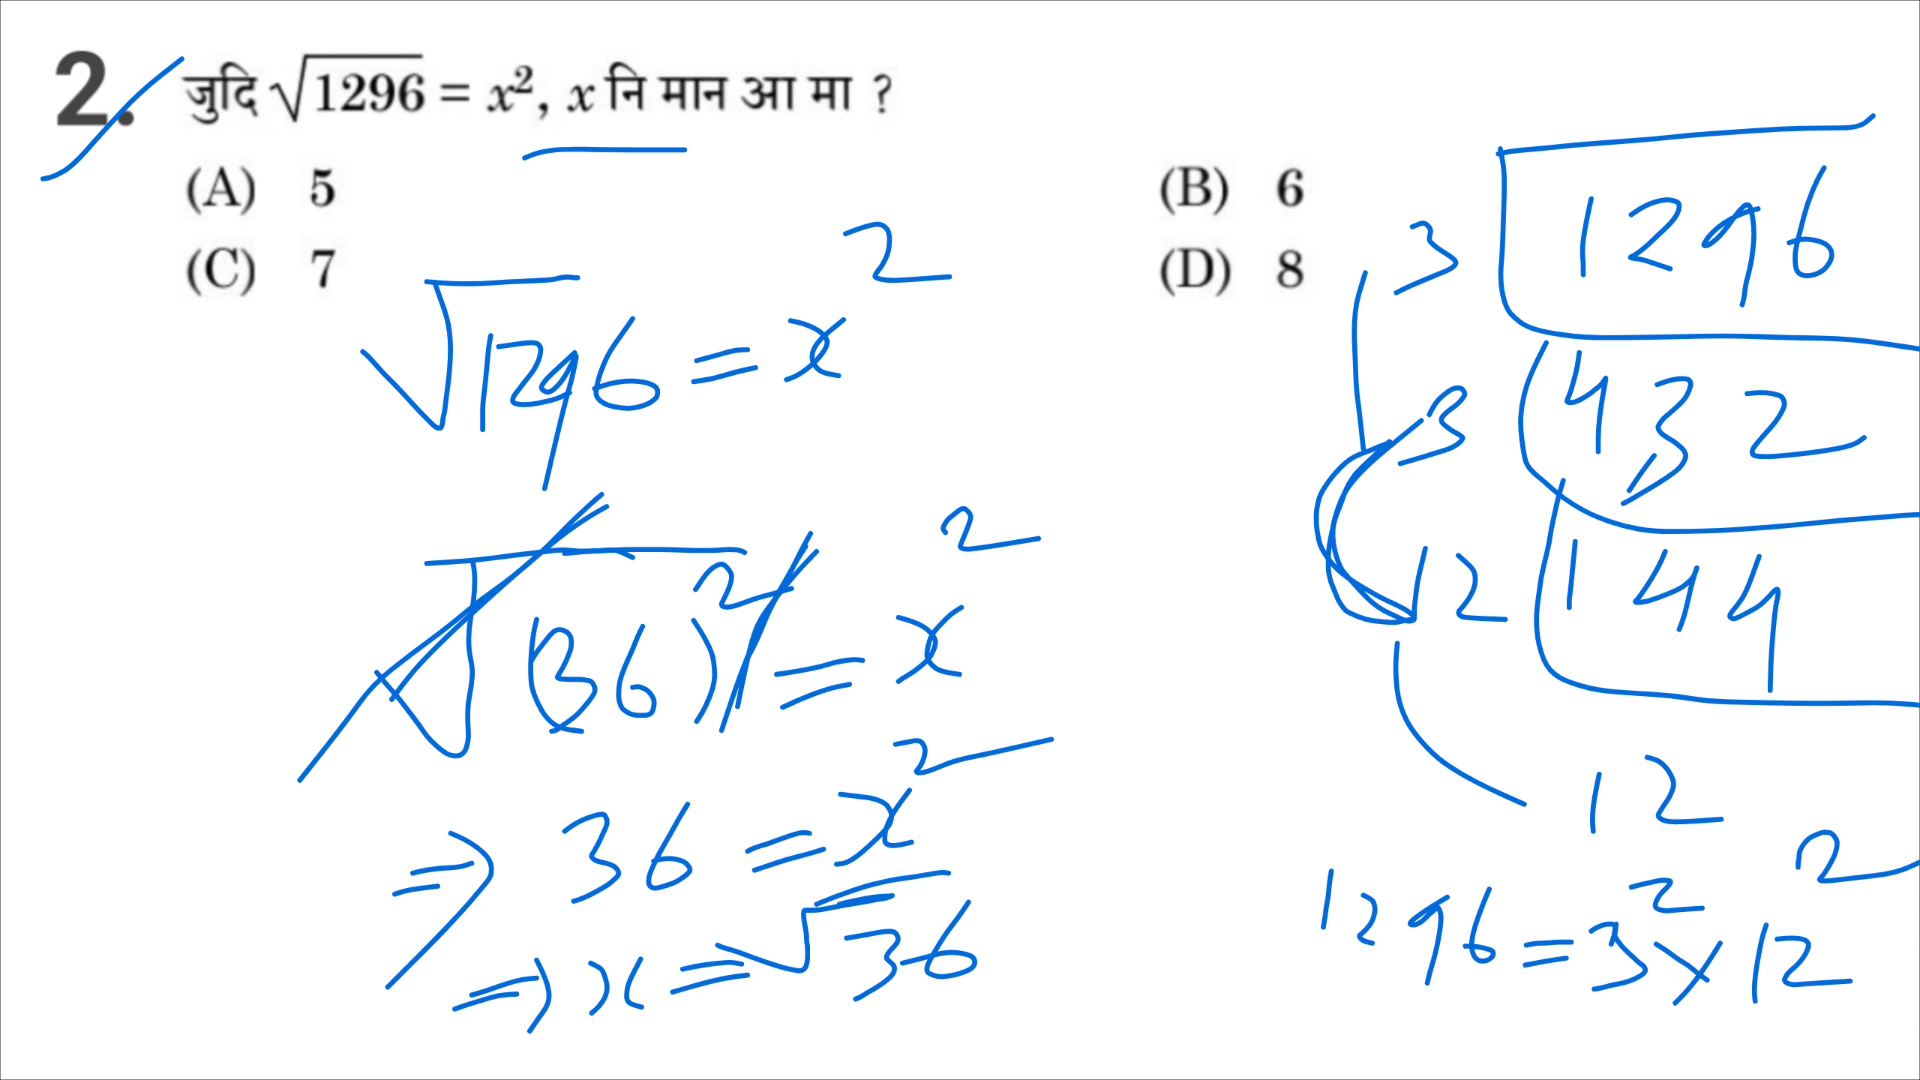 2. जुदि √1296 = x², x नि मान आ मा ?
(A) 5
(B) 6
(C) 7
(D) 8
√1296 = x²
√(36)² = x²
⇒ 36 = x²
⇒ x = √36
3 1296
3 432
12 144
12
1296 = 3² × 12²